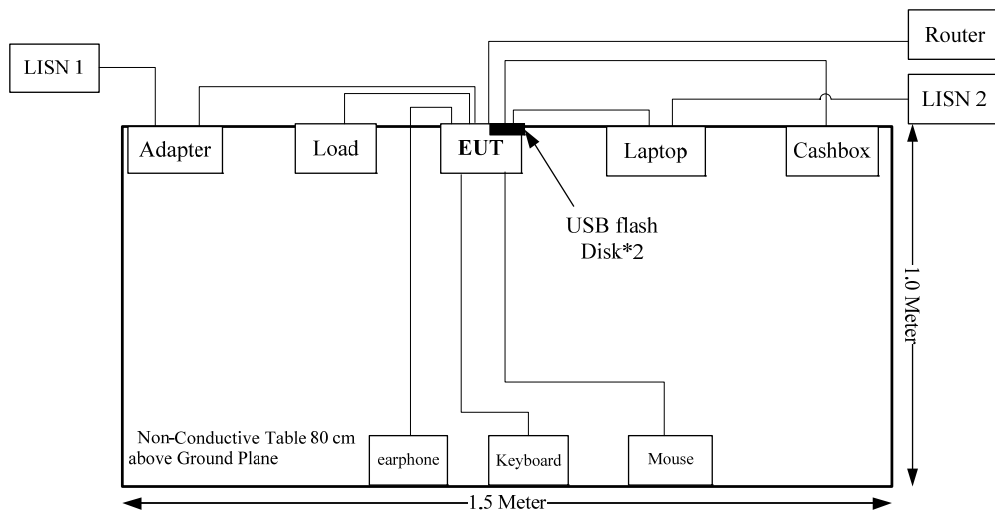 Router
LISN 1
LISN 2
Adapter
Load
EUT
Laptop
Cashbox
USB flash
Disk*2
1.0 Meter
Non-Conductive Table 80 cm
above Ground Plane
earphone
Keyboard
Mouse
1.5 Meter